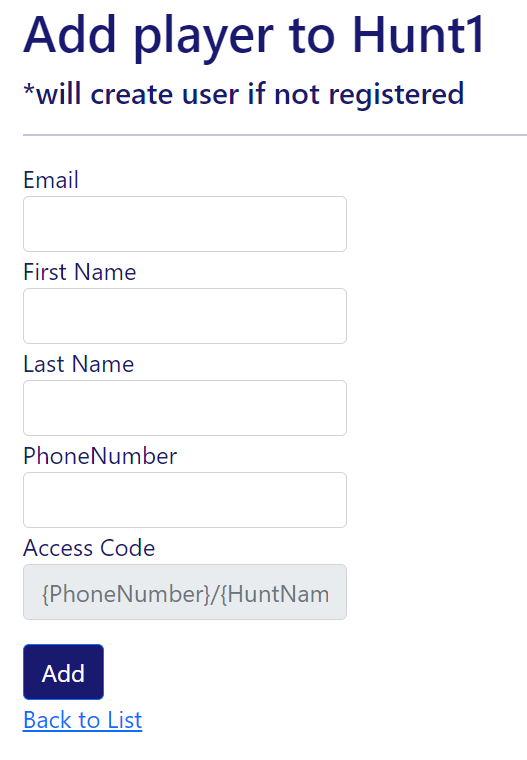 Add player to Hunt1
*will create user if not registered
Email
First Name
Last Name
PhoneNumber
Access Code
{PhoneNumber}/{HuntNam
Add
Back to List